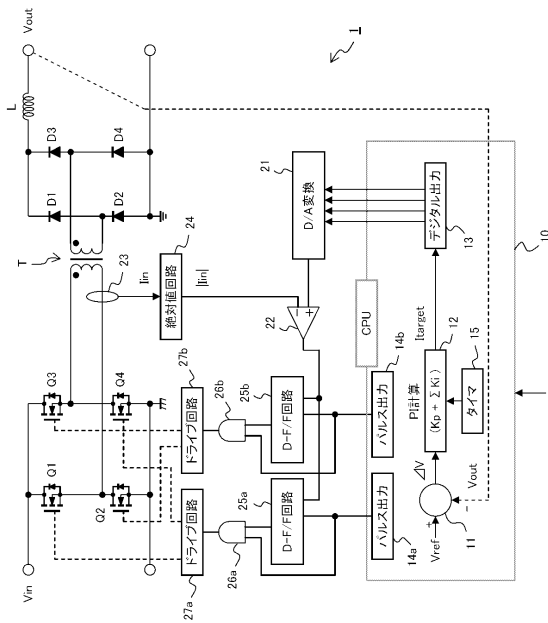 Vout
1
L
D3
D4
D1
D2
T
23
Iin
24
絶対値回路
|Iin|
21
D/A変換
22
デジタル出力
13
10
CPU
Itarget
12
15
タイマ
PI計算
(Kp + ΣKi)
14b
パルス出力
25b
D-F/F回路
26b
27b
ドライブ回路
Q3
Q4
Q1
Q2
Vin
27a
ドライブ回路
26a
25a
D-F/F回路
14a
パルス出力
⊿V
Vref
11
Vout
+
−
−
+